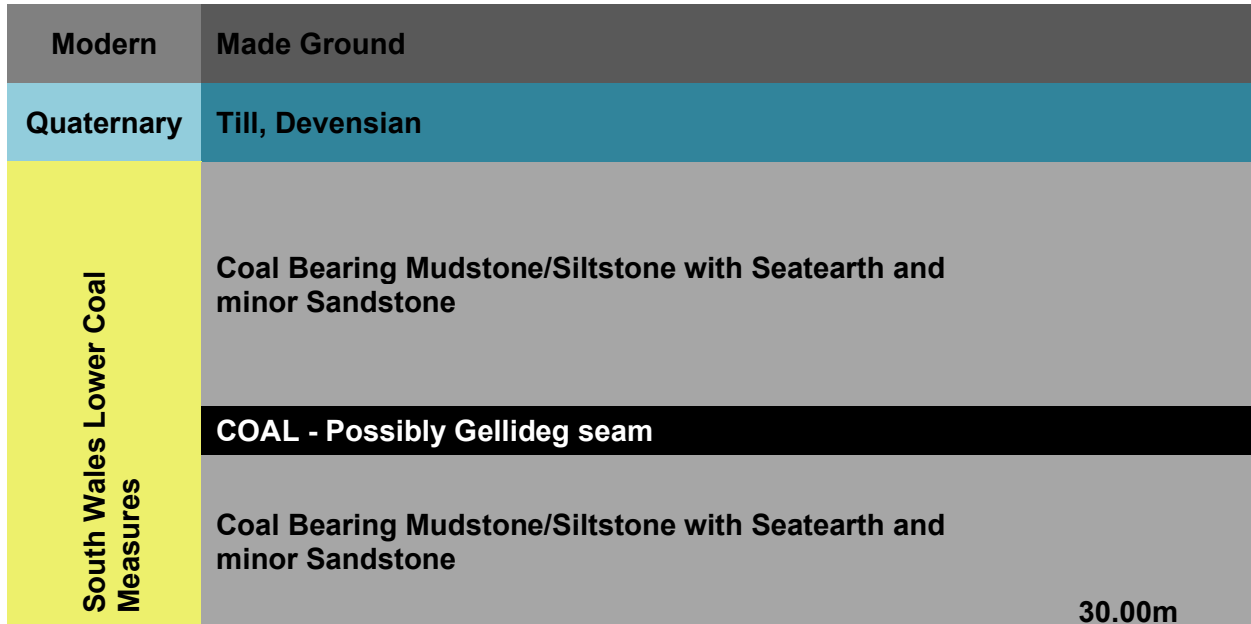 Modern
Made Ground
Quaternary
Till, Devensian
South Wales Lower Coal
Measures
Coal Bearing Mudstone/Siltstone with Seatearth and
minor Sandstone
COAL - Possibly Gellideg seam
Coal Bearing Mudstone/Siltstone with Seatearth and
minor Sandstone
30.00m